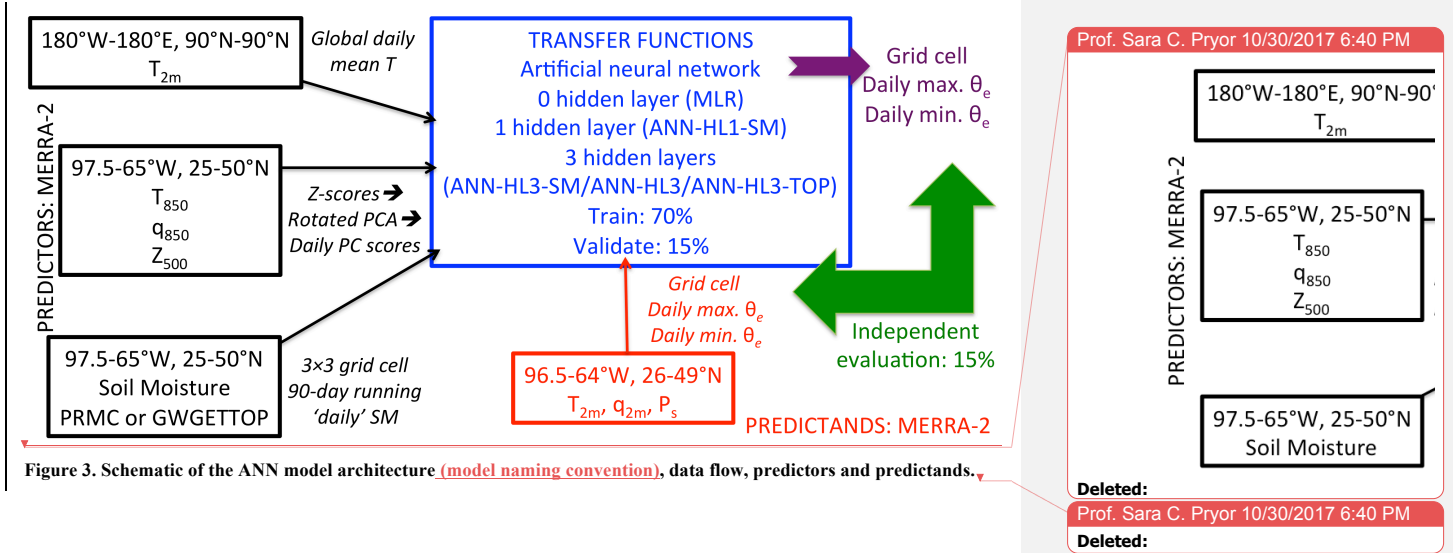 180°W-180°E, 90°N-90°N
T2m
Global daily
mean T
PREDICTORS: MERRA-2
97.5-65°W, 25-50°N
T850
q850
Z500
Z-scores➔
Rotated PCA➔
Daily PC scores
97.5-65°W, 25-50°N
Soil Moisture
PRMC or GWGETTOP
3×3 grid cell
90-day running
‘daily’ SM
TRANSFER FUNCTIONS
Artificial neural network
0 hidden layer (MLR)
1 hidden layer (ANN-HL1-SM)
3 hidden layers
(ANN-HL3-SM/ANN-HL3/ANN-HL3-TOP)
Train: 70%
Validate: 15%
Grid cell
Daily max. θe
Daily min. θe
Grid cell
Daily max. θe
Daily min. θe
Independent
evaluation: 15%
96.5-64°W, 26-49°N
T2m, q2m, Ps
PREDICTANDS: MERRA-2
Figure 3. Schematic of the ANN model architecture (model naming convention), data flow, predictors and predictands.
Prof. Sara C. Pryor 10/30/2017 6:40 PM
180°W-180°E, 90°N-90°
T2m
PREDICTORS: MERRA-2
97.5-65°W, 25-50°N
T850
q850
Z500
97.5-65°W, 25-50°N
Soil Moisture
Deleted:
Prof. Sara C. Pryor 10/30/2017 6:40 PM
Deleted: